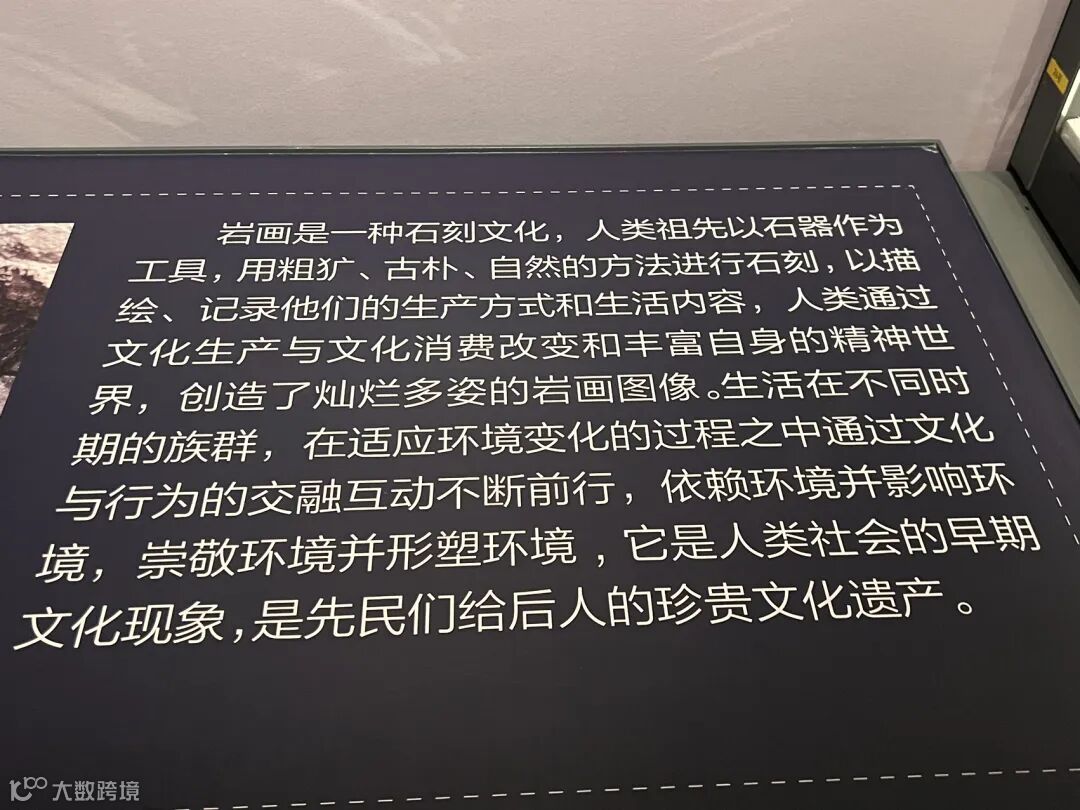 岩画是一种石刻文化，人类祖先以石器作为
工具，用粗犷、古朴、自然的方法进行石刻，以描
绘、记录他们的生产方式和生活内容，人类通过
文化生产与文化消费改变和丰富自身的精神世
界，创造了灿烂多姿的岩画图像。生活在不同时
期的族群，在适应环境变化的过程之中通过文化
与行为的交融互动不断前行，依赖环境并影响环
境，崇敬环境并形塑环境，它是人类社会的早期
文化现象，是先民们给后人的珍贵文化遗产。
大数跨境